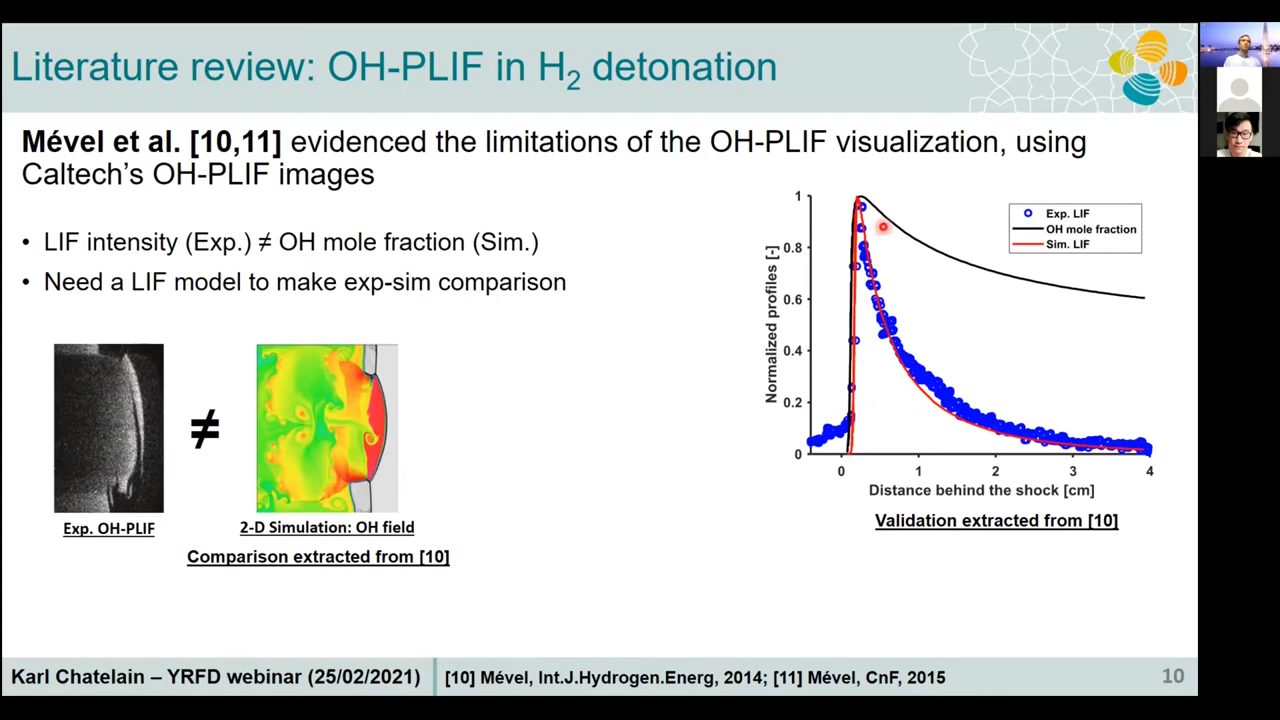 Literature review: OH-PLIF in H₂ detonation
Mével et al. [10,11] evidenced the limitations of the OH-PLIF visualization, using
Caltech's OH-PLIF images
• LIF intensity (Exp.) ≠ OH mole fraction (Sim.)
• Need a LIF model to make exp-sim comparison
≠
Exp. OH-PLIF
2-D Simulation: OH field
Comparison extracted from [10]
Normalized profiles [-]
1
0.8
0.6
0.4
0.2
0
0 1 2 3 4
Distance behind the shock [cm]
Exp. LIF
OH mole fraction
Sim. LIF
Validation extracted from [10]
Karl Chatelain – YRFD webinar (25/02/2021)
[10] Mével, Int.J.Hydrogen.Energ, 2014; [11] Mével, CnF, 2015
10